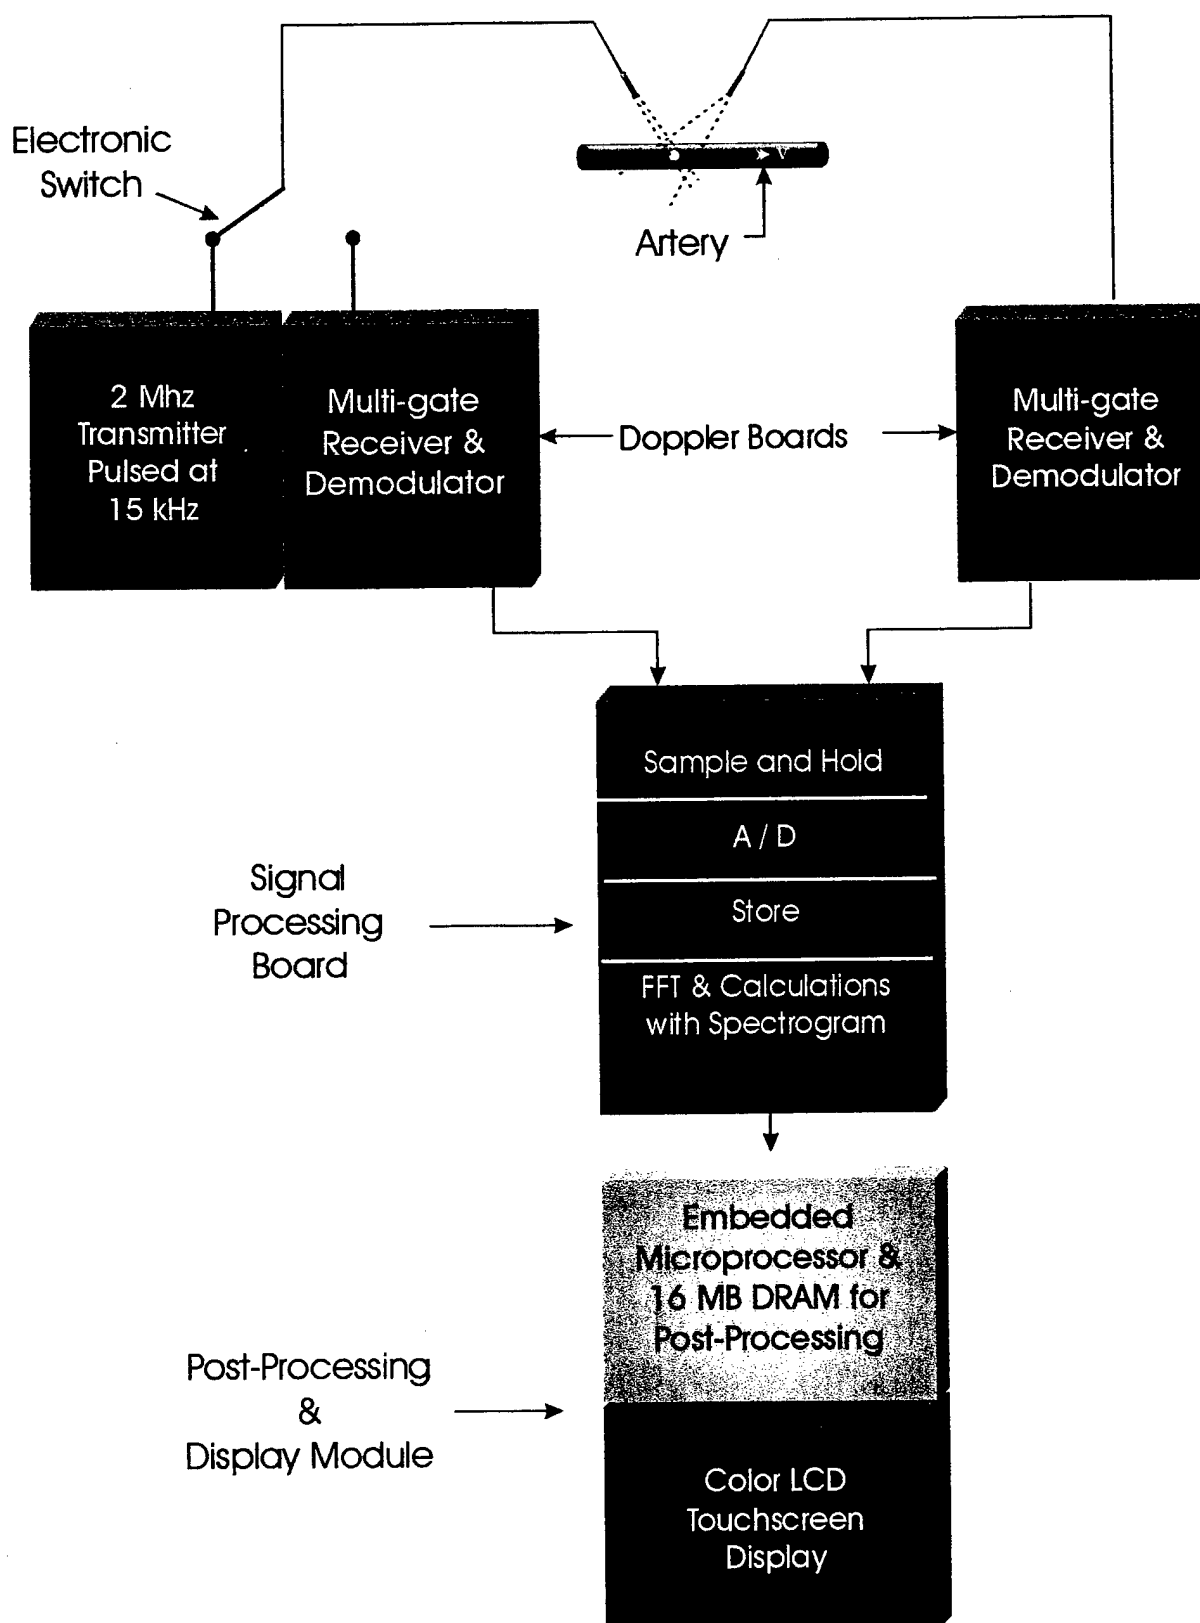 Electronic
Switch
Artery
V
2 Mhz
Transmitter
Pulsed at
15 kHz
Multi-gate
Receiver &
Demodulator
Doppler Boards
Multi-gate
Receiver &
Demodulator
Sample and Hold
A / D
Store
FFT & Calculations
with Spectrogram
Signal
Processing
Board
Embedded
Microprocessor &
16 MB DRAM for
Post-Processing
Post-Processing
&
Display Module
Color LCD
Touchscreen
Display